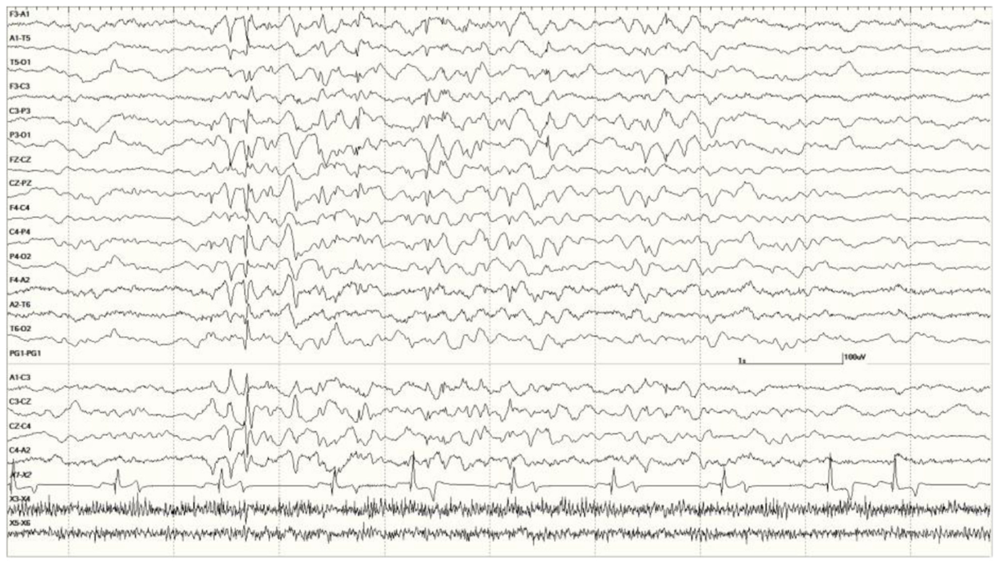 F3-A1
A1-T5
T5-O1
F3-C3
C3-P3
P3-O1
FZ-CZ
CZ-PZ
F4-C4
C4-P4
P4-O2
F4-A2
A2-T6
T6-O2
PG1-PG1
1s 100uV
A1-C3
C3-CZ
CZ-C4
C4-A2
X1-X2
X3-X4
X5-X6